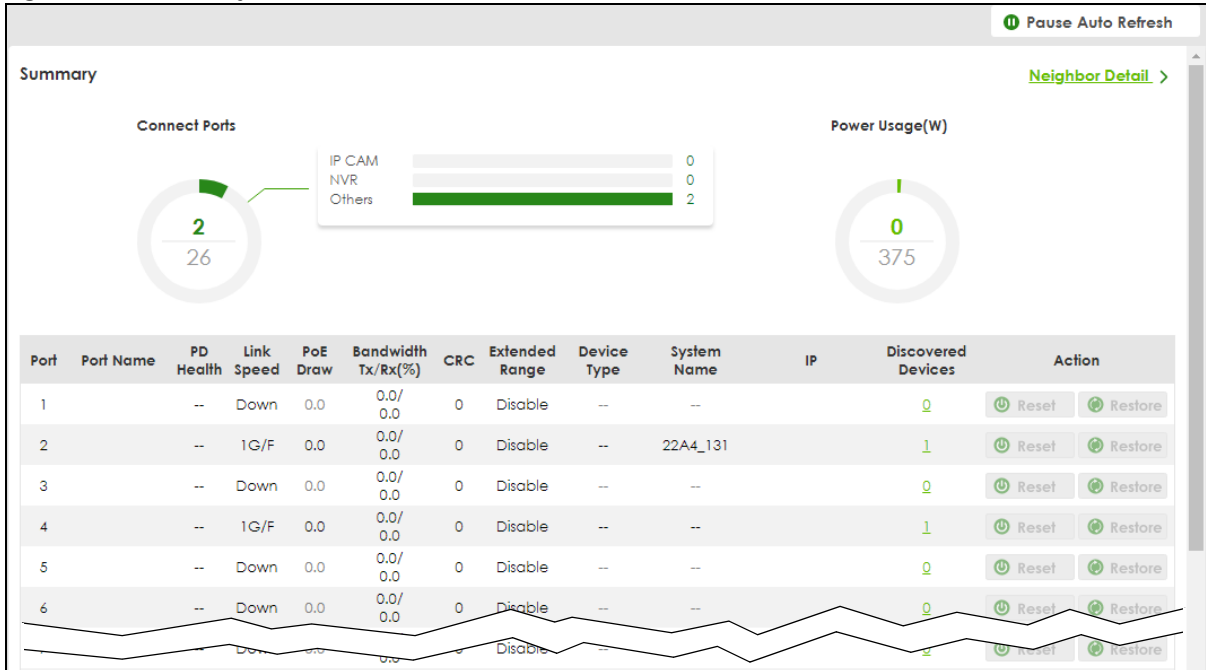 Pause Auto Refresh
Summary
Neighbor Detail >
Connect Ports
Power Usage(W)
IP CAM 0
NVR 0
Others 2
2
26
0
375
Port Port Name PD Health Link Speed PoE Draw Bandwidth Tx/Rx(%) CRC Extended Range Device Type System Name IP Discovered Devices Action
1 -- Down 0.0 0.0/ 0.0 0 Disable -- -- 0 Reset Restore
2 -- 1G/F 0.0 0.0/ 0.0 0 Disable -- 22A4_131 1 Reset Restore
3 -- Down 0.0 0.0/ 0.0 0 Disable -- -- 0 Reset Restore
4 -- 1G/F 0.0 0.0/ 0.0 0 Disable -- -- 1 Reset Restore
5 -- Down 0.0 0.0/ 0.0 0 Disable -- -- 0 Reset Restore
6 -- Down 0.0 0.0/ 0.0 0 Disable -- -- 0 Reset Restore
Disable Reset Restore